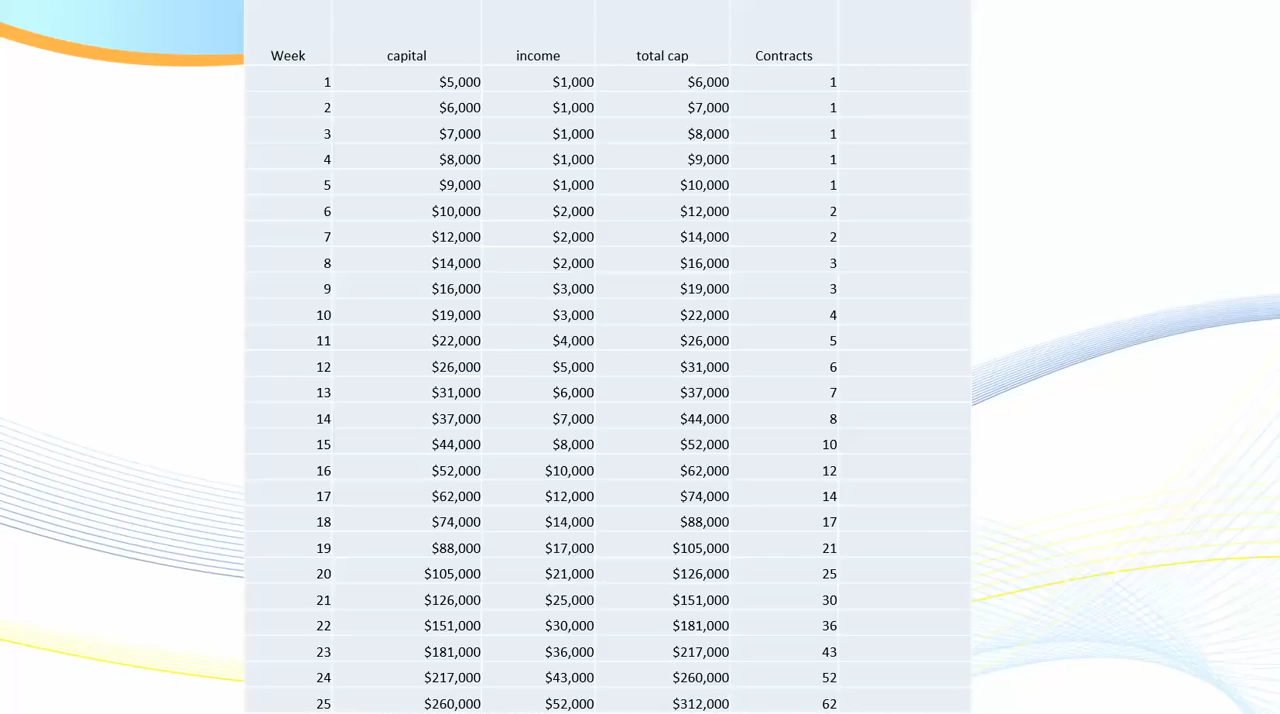 Week capital income total cap Contracts
1 $5,000 $1,000 $6,000 1
2 $6,000 $1,000 $7,000 1
3 $7,000 $1,000 $8,000 1
4 $8,000 $1,000 $9,000 1
5 $9,000 $1,000 $10,000 1
6 $10,000 $2,000 $12,000 2
7 $12,000 $2,000 $14,000 2
8 $14,000 $2,000 $16,000 3
9 $16,000 $3,000 $19,000 3
10 $19,000 $3,000 $22,000 4
11 $22,000 $4,000 $26,000 5
12 $26,000 $5,000 $31,000 6
13 $31,000 $6,000 $37,000 7
14 $37,000 $7,000 $44,000 8
15 $44,000 $8,000 $52,000 10
16 $52,000 $10,000 $62,000 12
17 $62,000 $12,000 $74,000 14
18 $74,000 $14,000 $88,000 17
19 $88,000 $17,000 $105,000 21
20 $105,000 $21,000 $126,000 25
21 $126,000 $25,000 $151,000 30
22 $151,000 $30,000 $181,000 36
23 $181,000 $36,000 $217,000 43
24 $217,000 $43,000 $260,000 52
25 $260,000 $52,000 $312,000 62